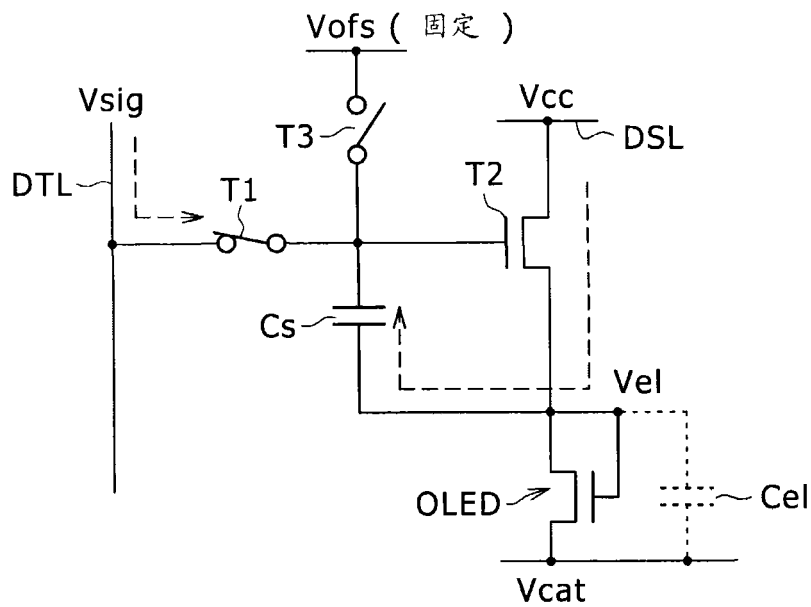 Vofs ( 固定 )
Vsig
Vcc
DSL
T3
DTL
T1
T2
Cs
Vel
OLED
Cel
Vcat